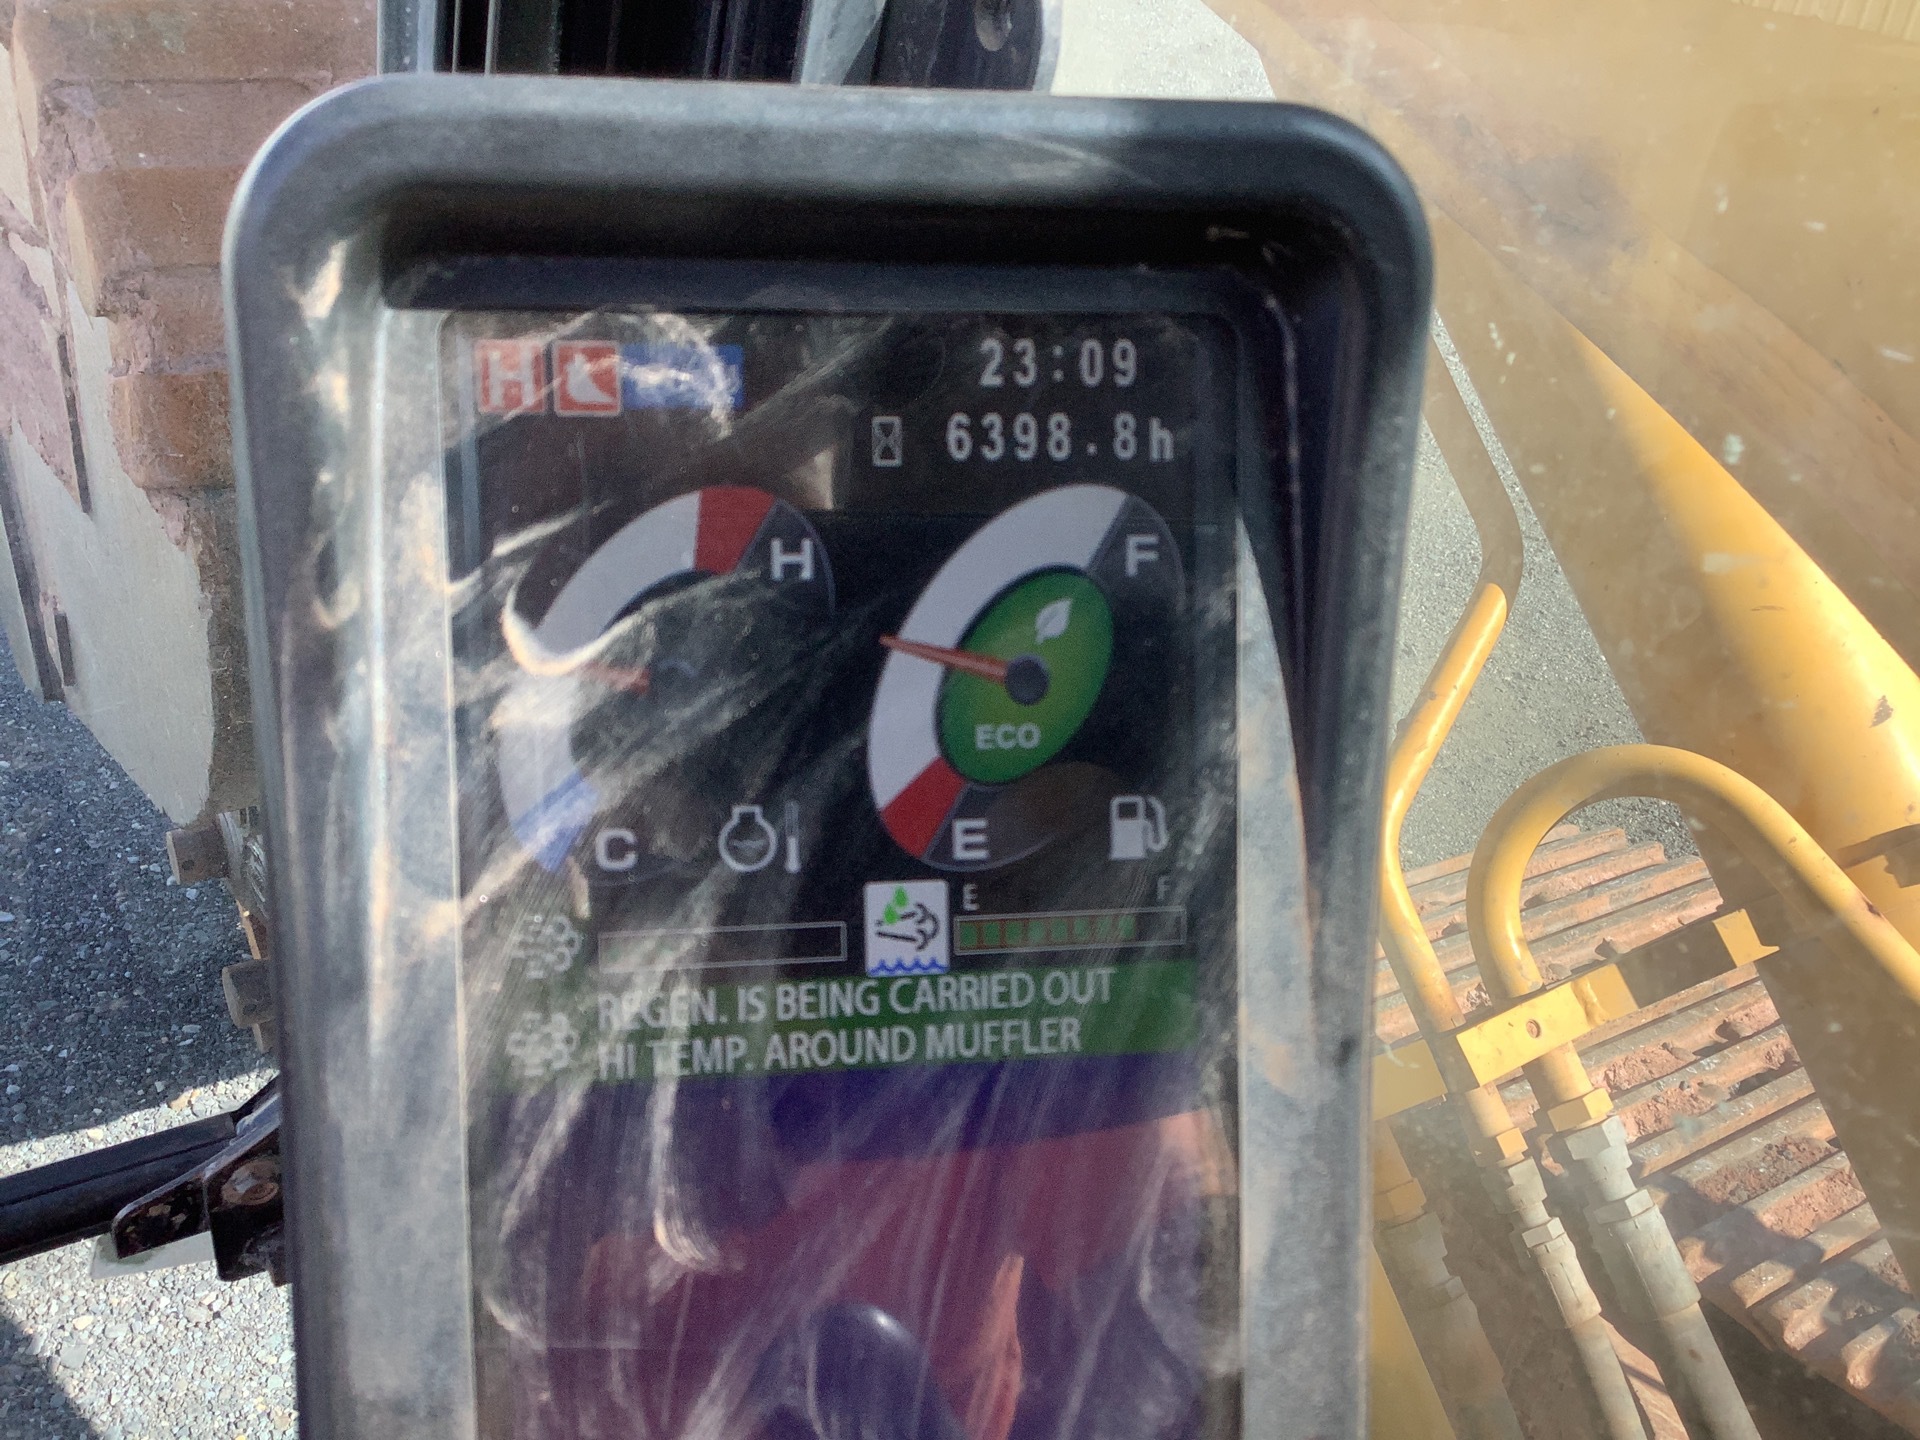 H
23:09
6398.8h
H
F
ECO
C
E
E F
REGEN. IS BEING CARRIED OUT
HI TEMP. AROUND MUFFLER